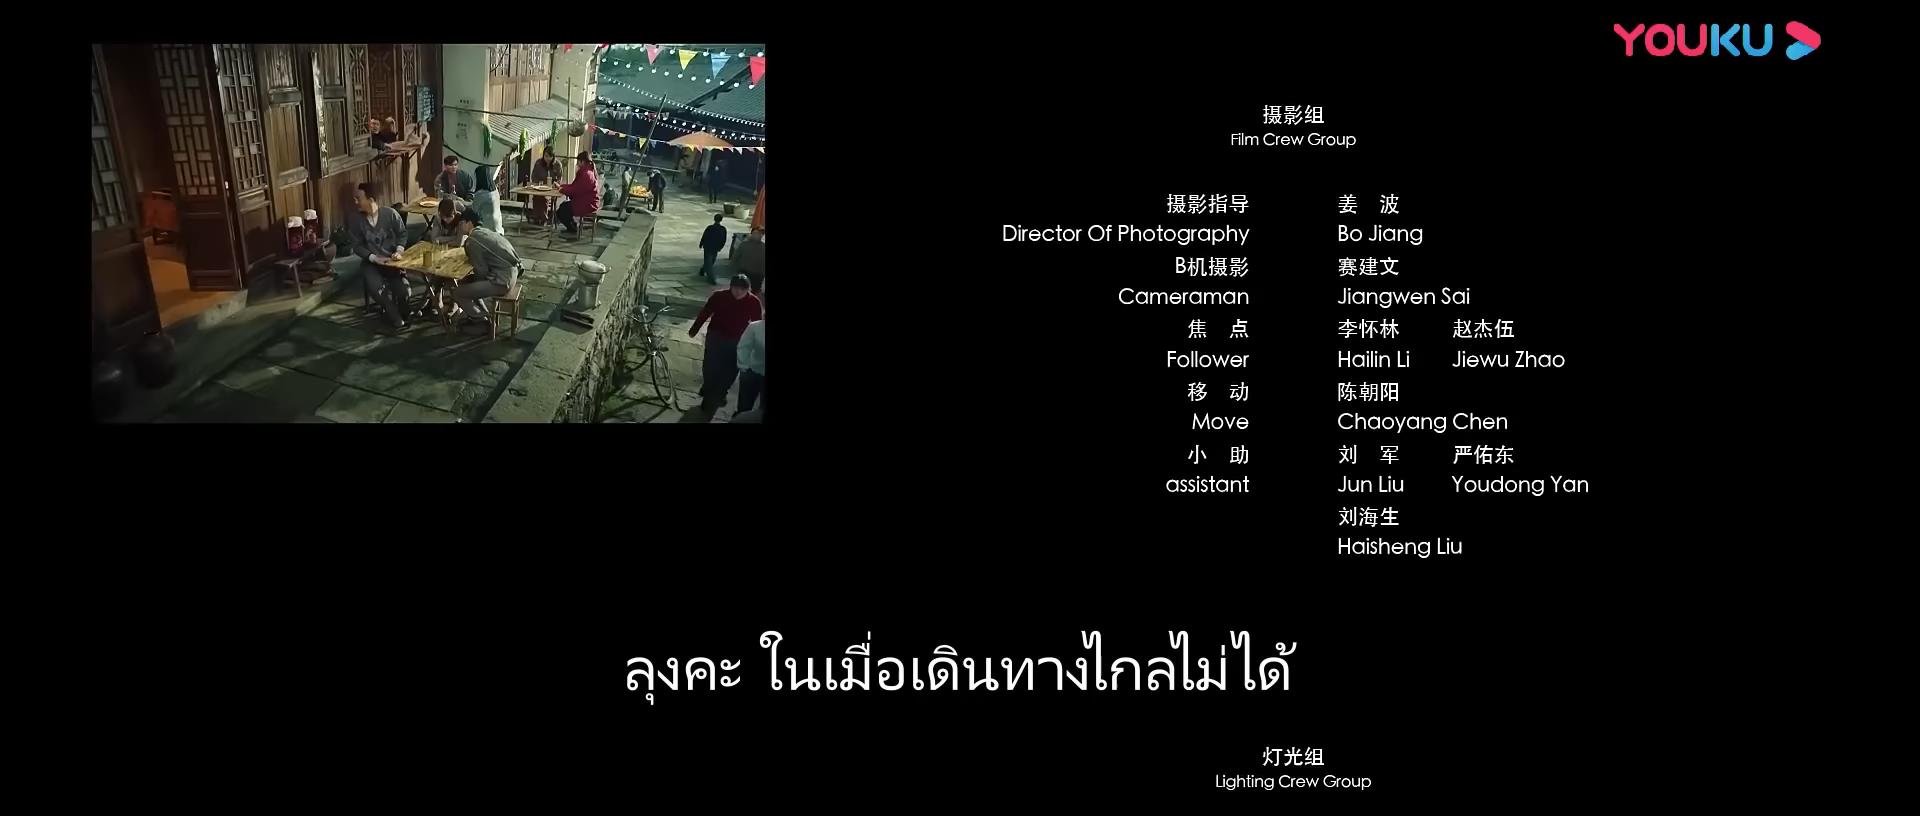 YOUKU
摄影组
Film Crew Group
摄影指导 姜 波
Director Of Photography Bo Jiang
B机摄影 赛建文
Cameraman Jiangwen Sai
焦 点 李怀林 赵杰伍
Follower Hailin Li Jiewu Zhao
移 动 陈朝阳
Move Chaoyang Chen
小 助 刘 军 严佑东
assistant Jun Liu Youdong Yan
刘海生
Haisheng Liu
ลุงคะ ในเมื่อเดินทางไกลไม่ได้
灯光组
Lighting Crew Group